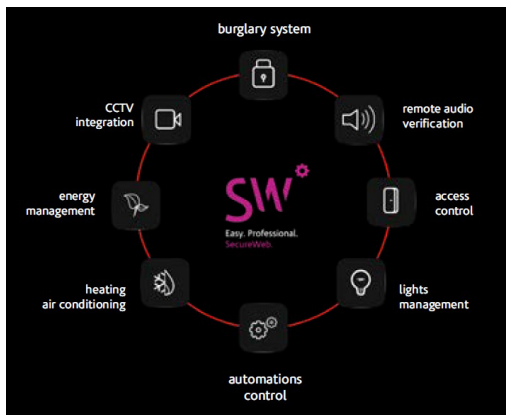 burglary system
CCTV
integration
remote audio
verification
energy
management
SW
Easy. Professional.
SecureWeb.
access
control
heating
air conditioning
lights
management
automations
control